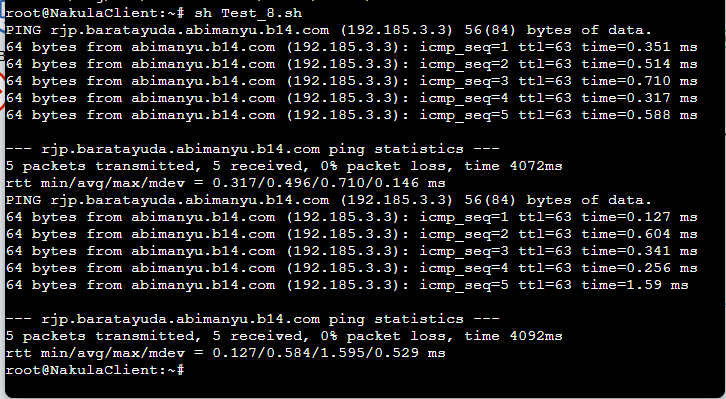 root@NakulaClient:~# sh Test_8.sh
PING rjp.baratayuda.abimanyu.b14.com (192.185.3.3) 56(84) bytes of data.
64 bytes from abimanyu.b14.com (192.185.3.3): icmp_seq=1 ttl=63 time=0.351 ms
64 bytes from abimanyu.b14.com (192.185.3.3): icmp_seq=2 ttl=63 time=0.514 ms
64 bytes from abimanyu.b14.com (192.185.3.3): icmp_seq=3 ttl=63 time=0.710 ms
64 bytes from abimanyu.b14.com (192.185.3.3): icmp_seq=4 ttl=63 time=0.317 ms
64 bytes from abimanyu.b14.com (192.185.3.3): icmp_seq=5 ttl=63 time=0.588 ms

--- rjp.baratayuda.abimanyu.b14.com ping statistics ---
5 packets transmitted, 5 received, 0% packet loss, time 4072ms
rtt min/avg/max/mdev = 0.317/0.496/0.710/0.146 ms
PING rjp.baratayuda.abimanyu.b14.com (192.185.3.3) 56(84) bytes of data.
64 bytes from abimanyu.b14.com (192.185.3.3): icmp_seq=1 ttl=63 time=0.127 ms
64 bytes from abimanyu.b14.com (192.185.3.3): icmp_seq=2 ttl=63 time=0.604 ms
64 bytes from abimanyu.b14.com (192.185.3.3): icmp_seq=3 ttl=63 time=0.341 ms
64 bytes from abimanyu.b14.com (192.185.3.3): icmp_seq=4 ttl=63 time=0.256 ms
64 bytes from abimanyu.b14.com (192.185.3.3): icmp_seq=5 ttl=63 time=1.59 ms

--- rjp.baratayuda.abimanyu.b14.com ping statistics ---
5 packets transmitted, 5 received, 0% packet loss, time 4092ms
rtt min/avg/max/mdev = 0.127/0.584/1.595/0.529 ms
root@NakulaClient:~#